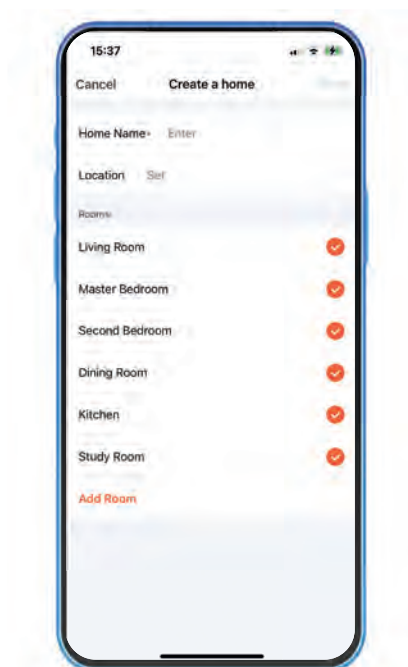 15:37
Cancel Create a home
Home Name* Enter
Location Set
Rooms
Living Room
Master Bedroom
Second Bedroom
Dining Room
Kitchen
Study Room
Add Room